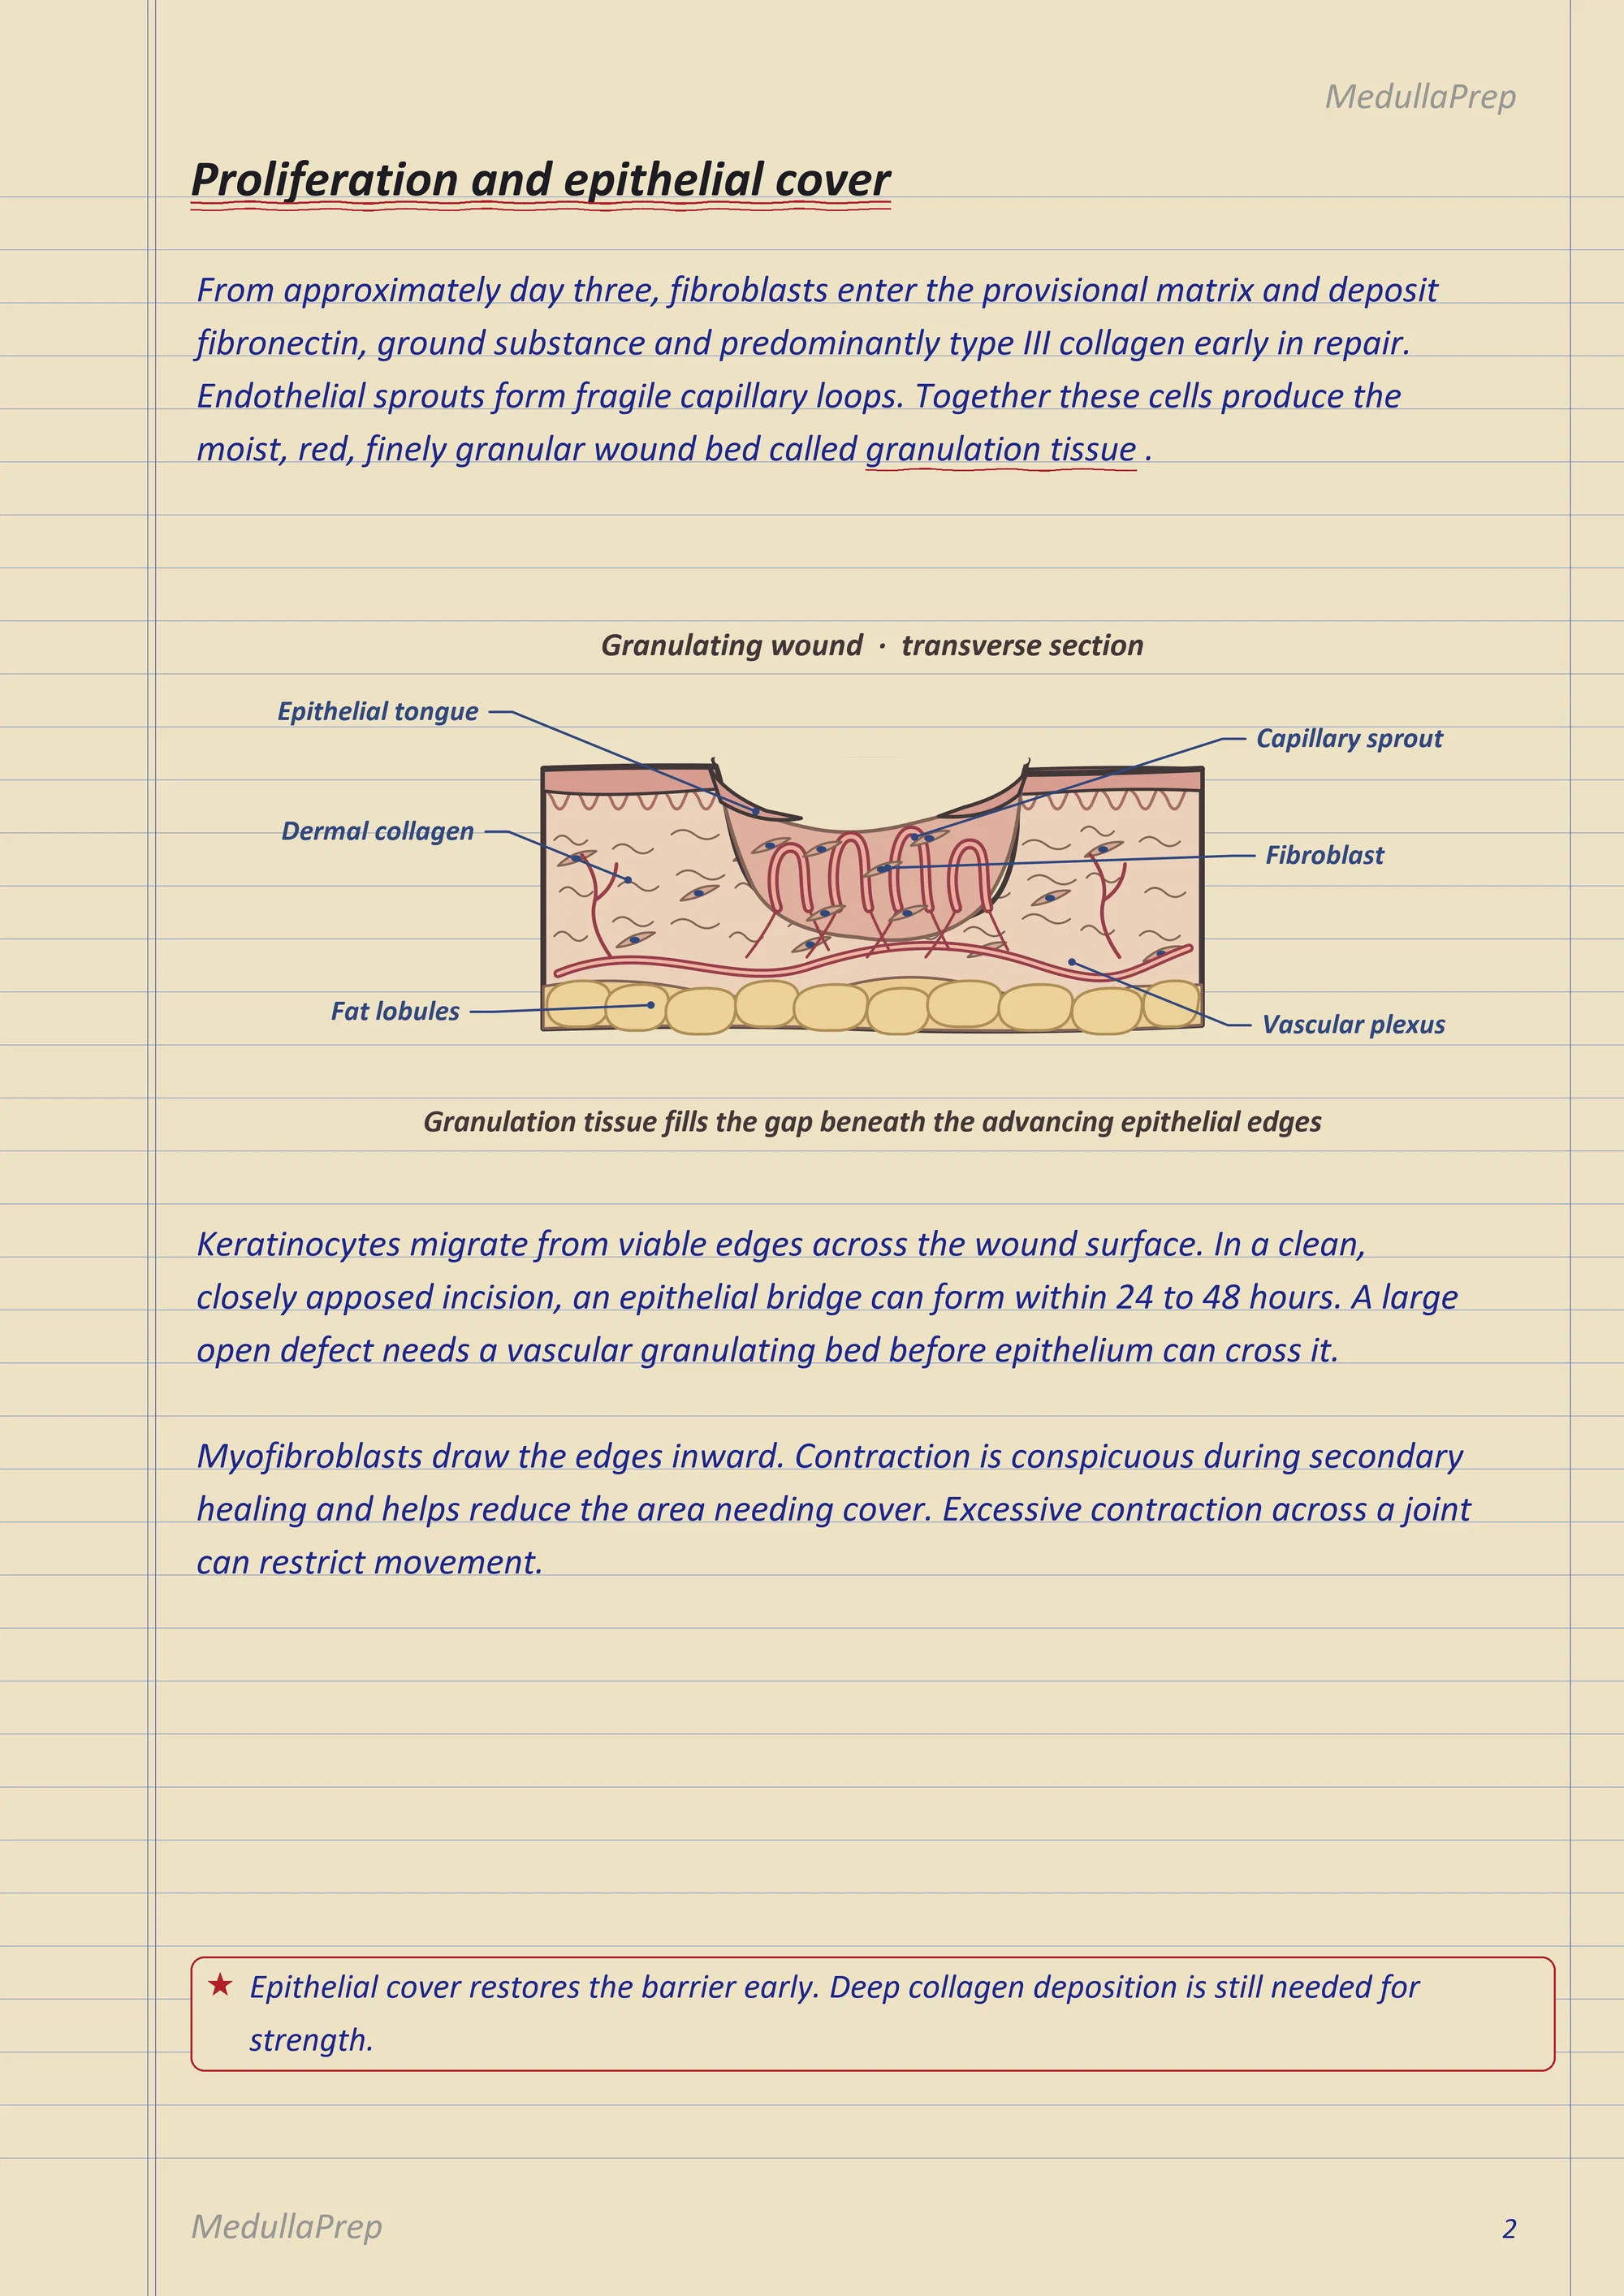 MedullaPrep
Proliferation and epithelial cover
From approximately day three, fibroblasts enter the provisional matrix and deposit
fibronectin, ground substance and predominantly type III collagen early in repair.
Endothelial sprouts form fragile capillary loops. Together these cells produce the
moist, red, finely granular wound bed called granulation tissue .
Granulating wound · transverse section
Epithelial tongue
Capillary sprout
Dermal collagen
Fibroblast
Fat lobules
Vascular plexus
Granulation tissue fills the gap beneath the advancing epithelial edges
Keratinocytes migrate from viable edges across the wound surface. In a clean,
closely apposed incision, an epithelial bridge can form within 24 to 48 hours. A large
open defect needs a vascular granulating bed before epithelium can cross it.
Myofibroblasts draw the edges inward. Contraction is conspicuous during secondary
healing and helps reduce the area needing cover. Excessive contraction across a joint
can restrict movement.
★ Epithelial cover restores the barrier early. Deep collagen deposition is still needed for
strength.
MedullaPrep
2